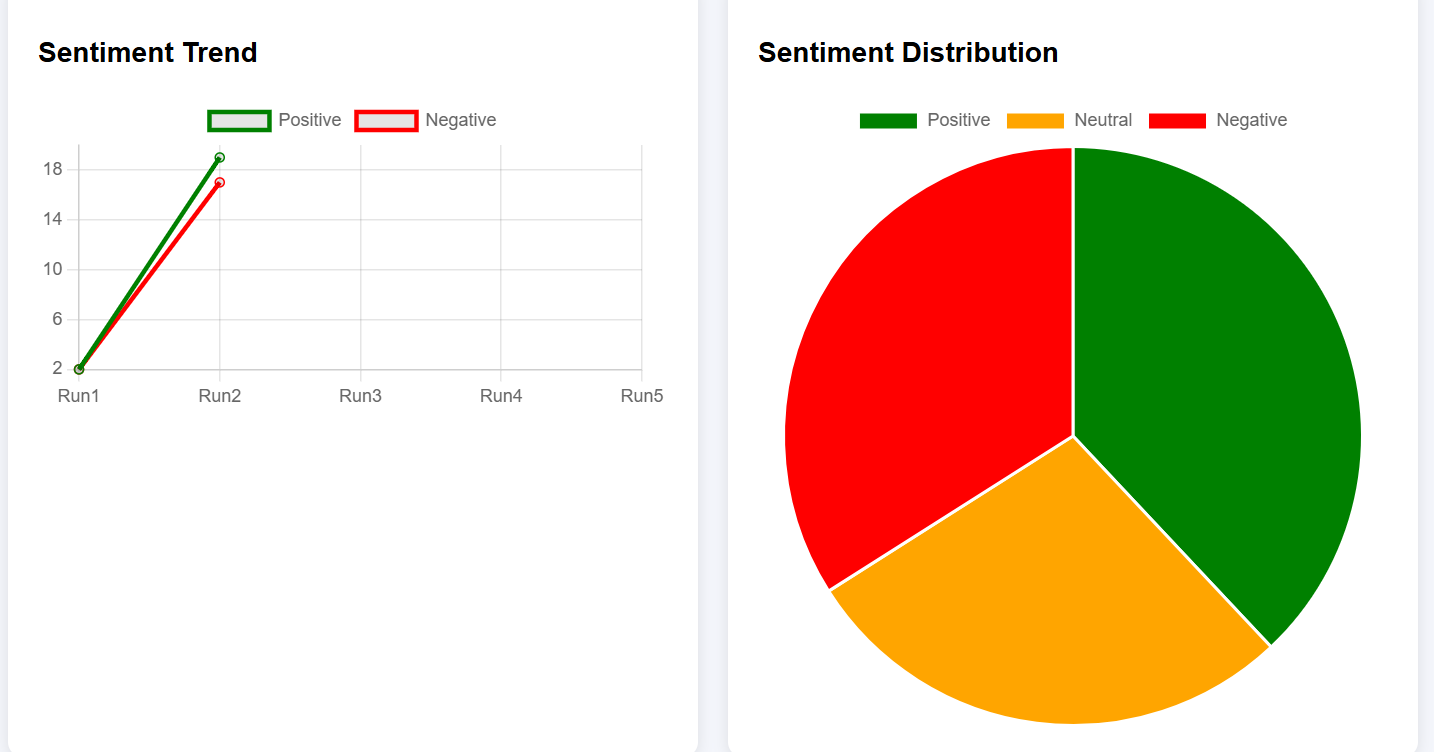 Sentiment Trend
Positive Negative
18
14
10
6
2
Run1 Run2 Run3 Run4 Run5
Sentiment Distribution
Positive Neutral Negative